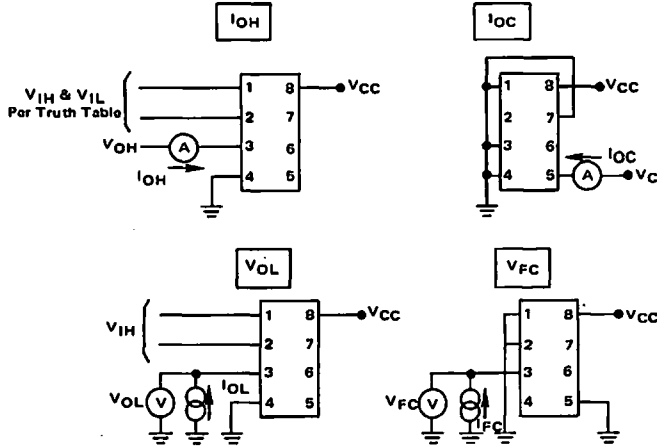 IOH
VIH & VIL
Per Truth Table
VOH
A
IOH
1 8
2 7
3 6
4 5
VCC
IOC
1 8
2 7
3 6
4 5
VCC
IOC
A
VC
VOL
VIH
VOL
V
IOL
1 8
2 7
3 6
4 5
VCC
VFC
VFC
V
IFC
1 8
2 7
3 6
4 5
VCC